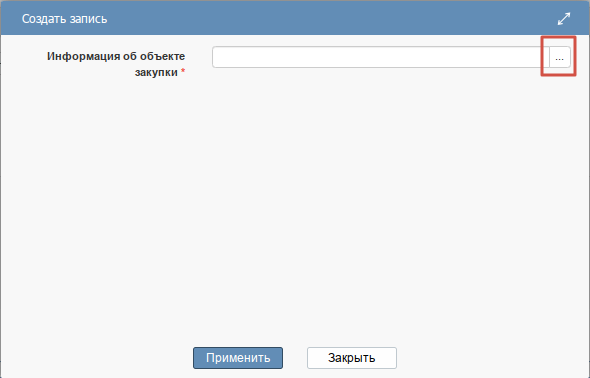 Создать запись
Информация об объекте
закупки *
...
Применить
Закрыть